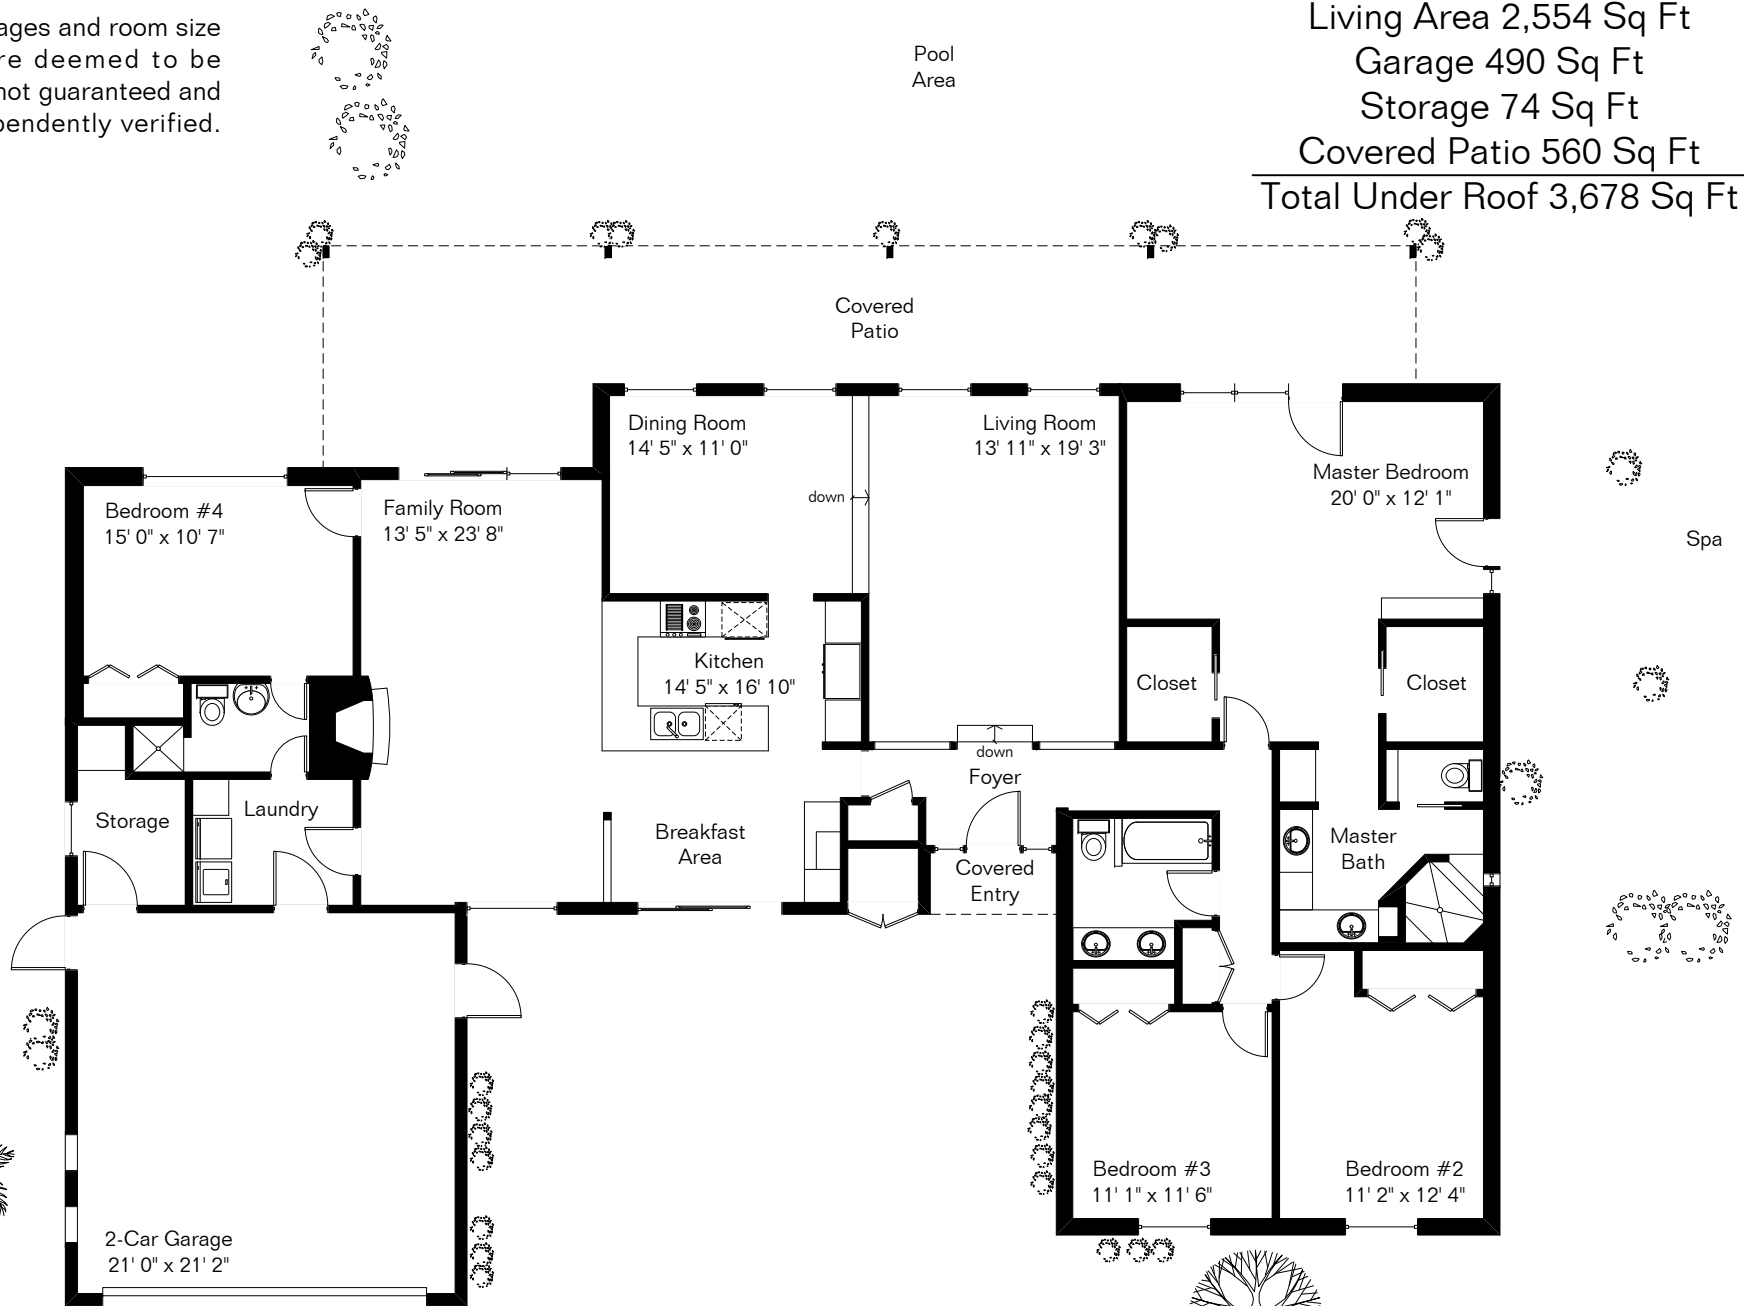 ages and room size
re deemed to be
not guaranteed and
pendently verified.
Pool
Area
Living Area 2,554 Sq Ft
Garage 490 Sq Ft
Storage 74 Sq Ft
Covered Patio 560 Sq Ft
Total Under Roof 3,678 Sq Ft
Covered
Patio
Dining Room
14' 5" x 11' 0"
Living Room
13' 11" x 19' 3"
Master Bedroom
20' 0" x 12' 1"
down
Bedroom #4
15' 0" x 10' 7"
Family Room
13' 5" x 23' 8"
Spa
Kitchen
14' 5" x 16' 10"
Closet
Closet
down
Foyer
Storage
Laundry
Breakfast
Area
Covered
Entry
Master
Bath
Bedroom #3
11' 1" x 11' 6"
Bedroom #2
11' 2" x 12' 4"
2-Car Garage
21' 0" x 21' 2"